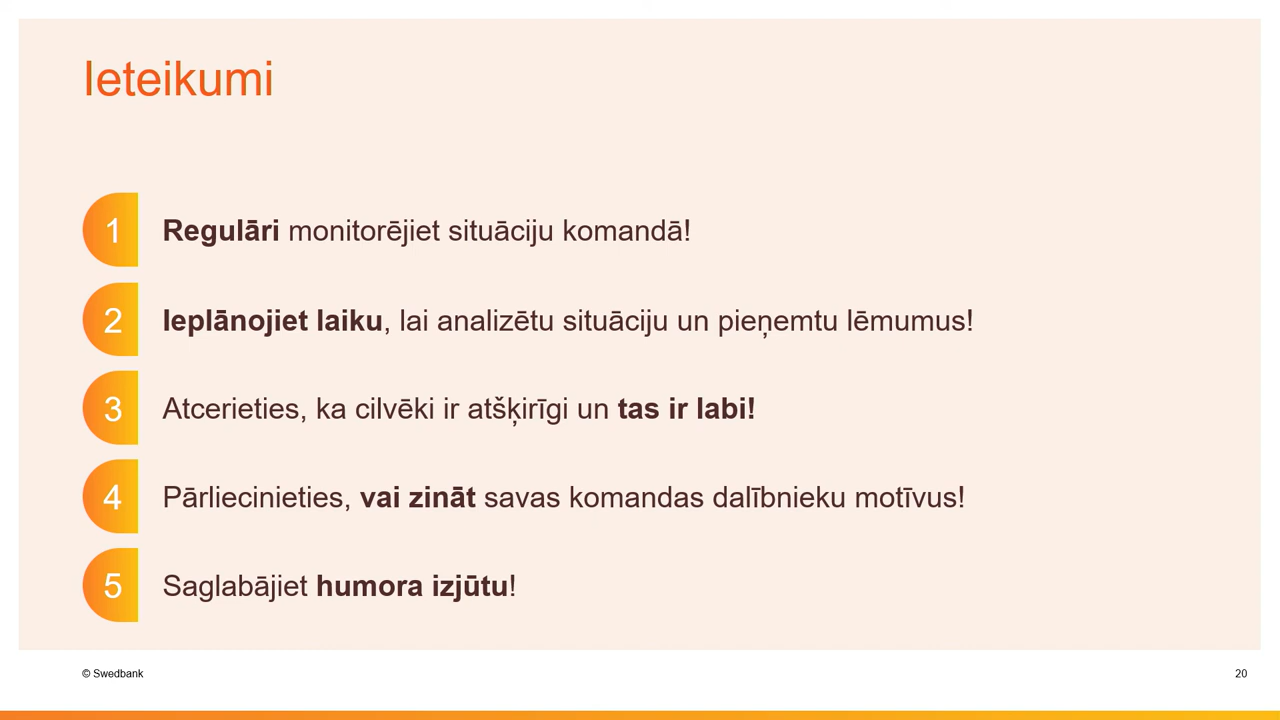 Ieteikumi
1 Regulāri monitorējiet situāciju komandā!
2 Ieplānojiet laiku, lai analizētu situāciju un pieņemtu lēmumus!
3 Atcerieties, ka cilvēki ir atšķirīgi un tas ir labi!
4 Pārliecinieties, vai zināt savas komandas dalībnieku motīvus!
5 Saglabājiet humora izjūtu!
© Swedbank
20